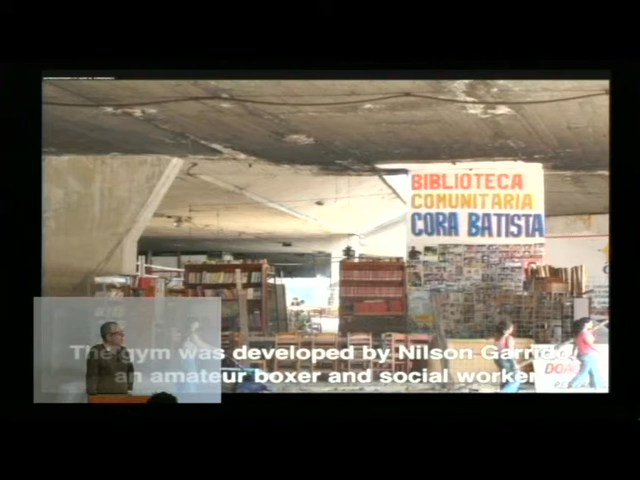 BIBLIOTECA
COMUNITARIA
CORA BATISTA
The gym was developed by Nilson Garrido,
an amateur boxer and social worker